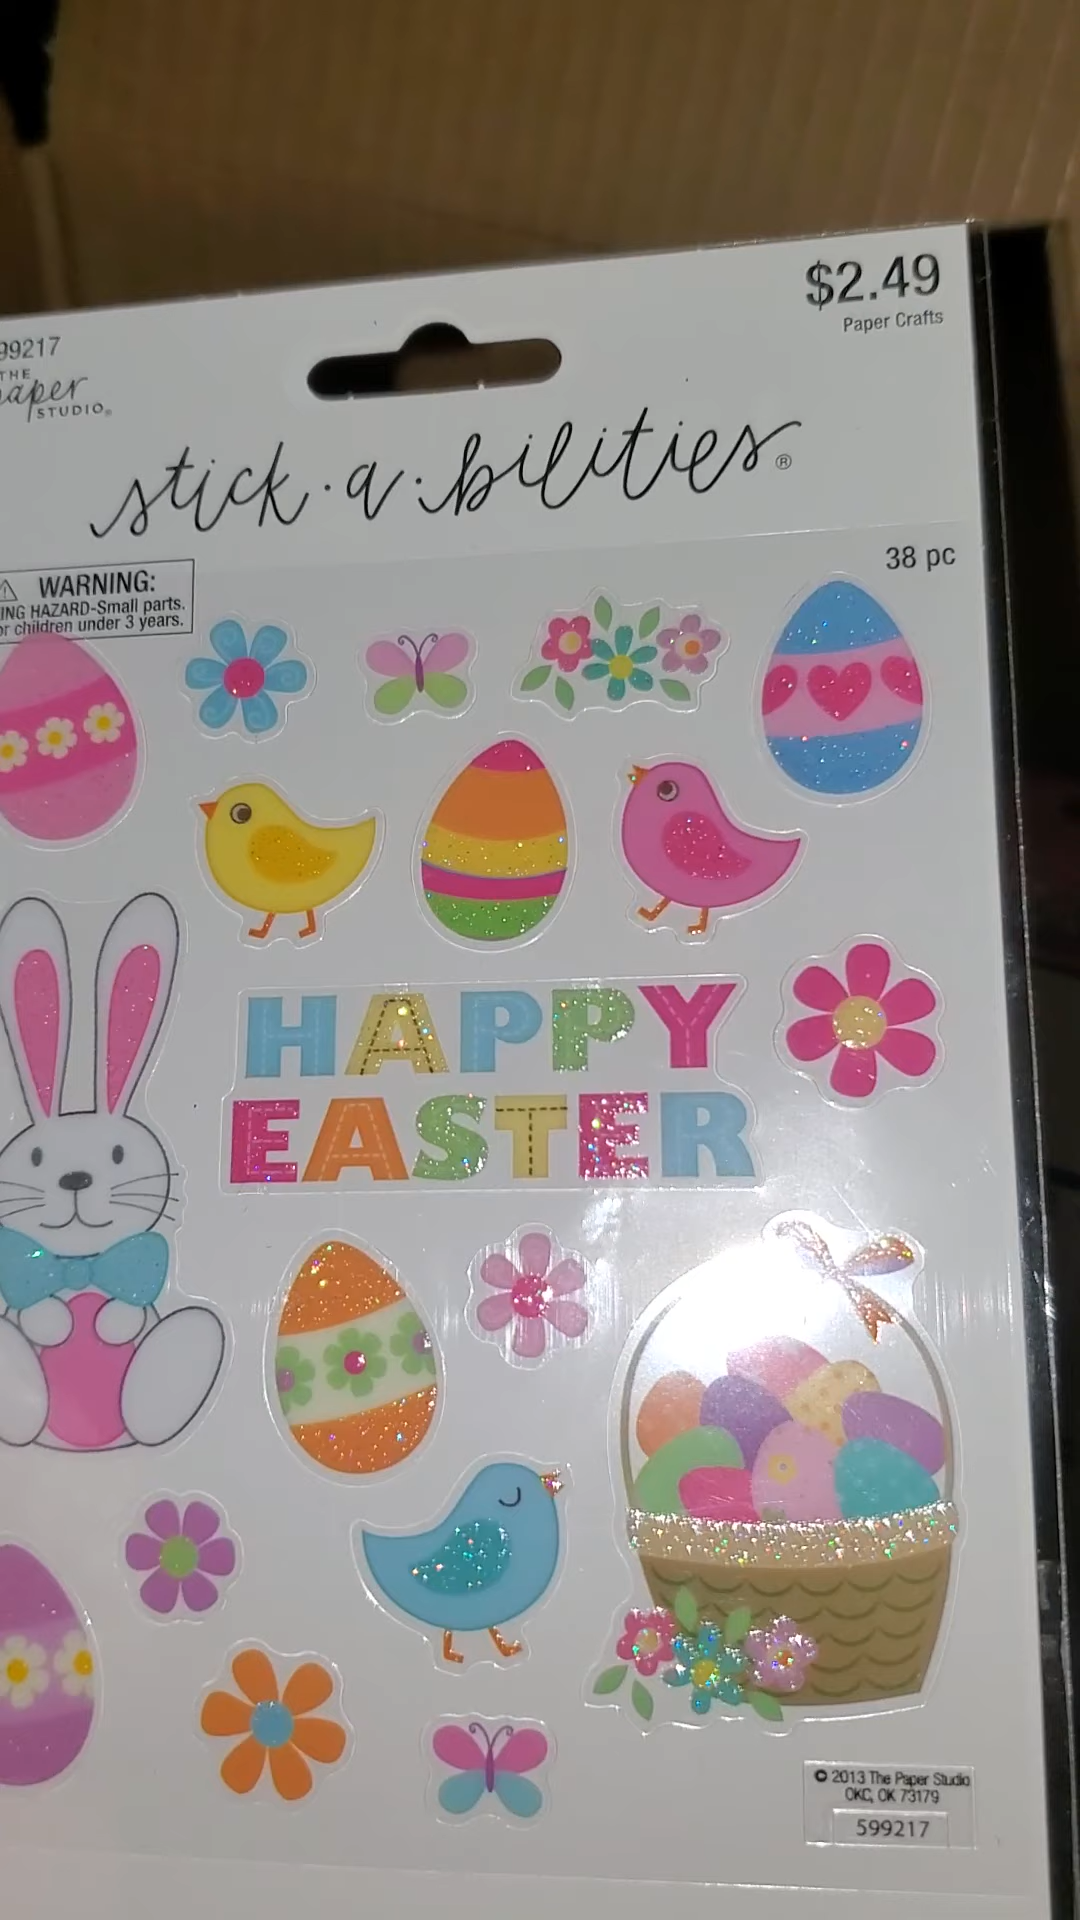 $2.49
Paper Crafts
99217
THE
paper
STUDIO®
stick·a·bilities®
38 pc
WARNING:
ING HAZARD-Small parts.
or children under 3 years.
HAPPY
EASTER
© 2013 The Paper Studio
OKC, OK 73179
599217